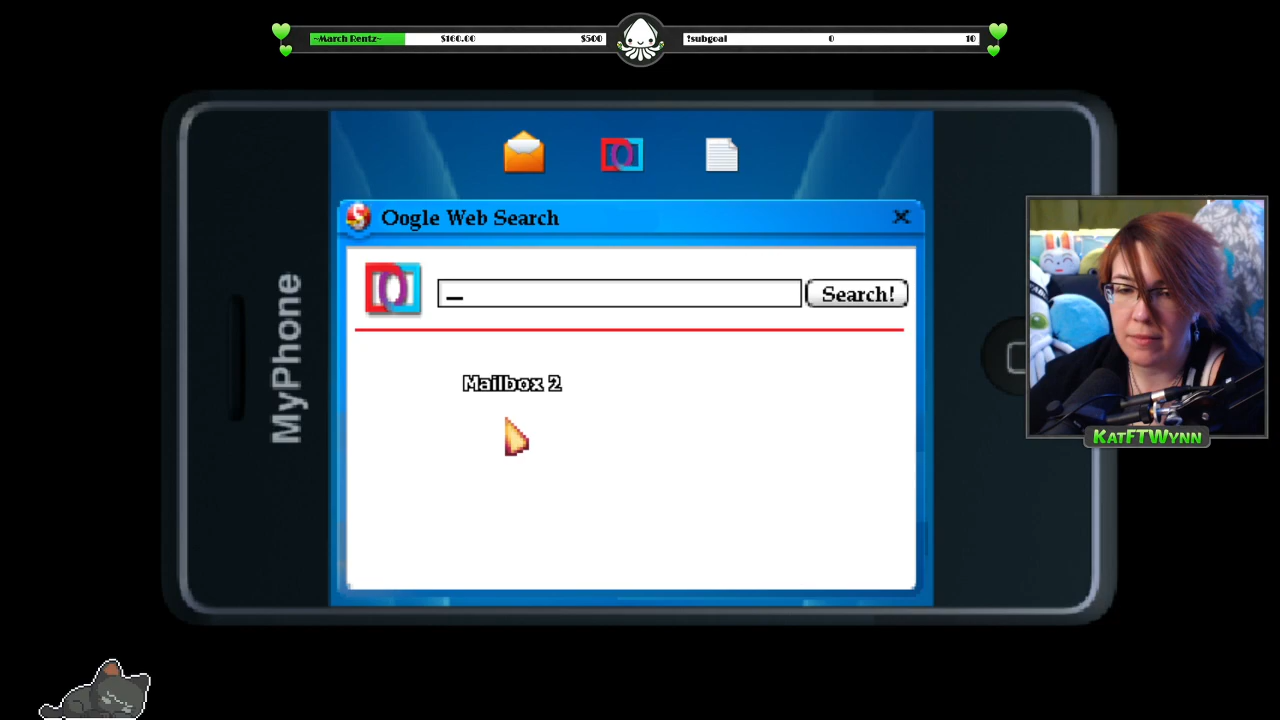 ~March Rentz~ $160.00 $500 !subgoal 0 10
MyPhone
Oogle Web Search
Search!
Mailbox 2
KatFTWynn